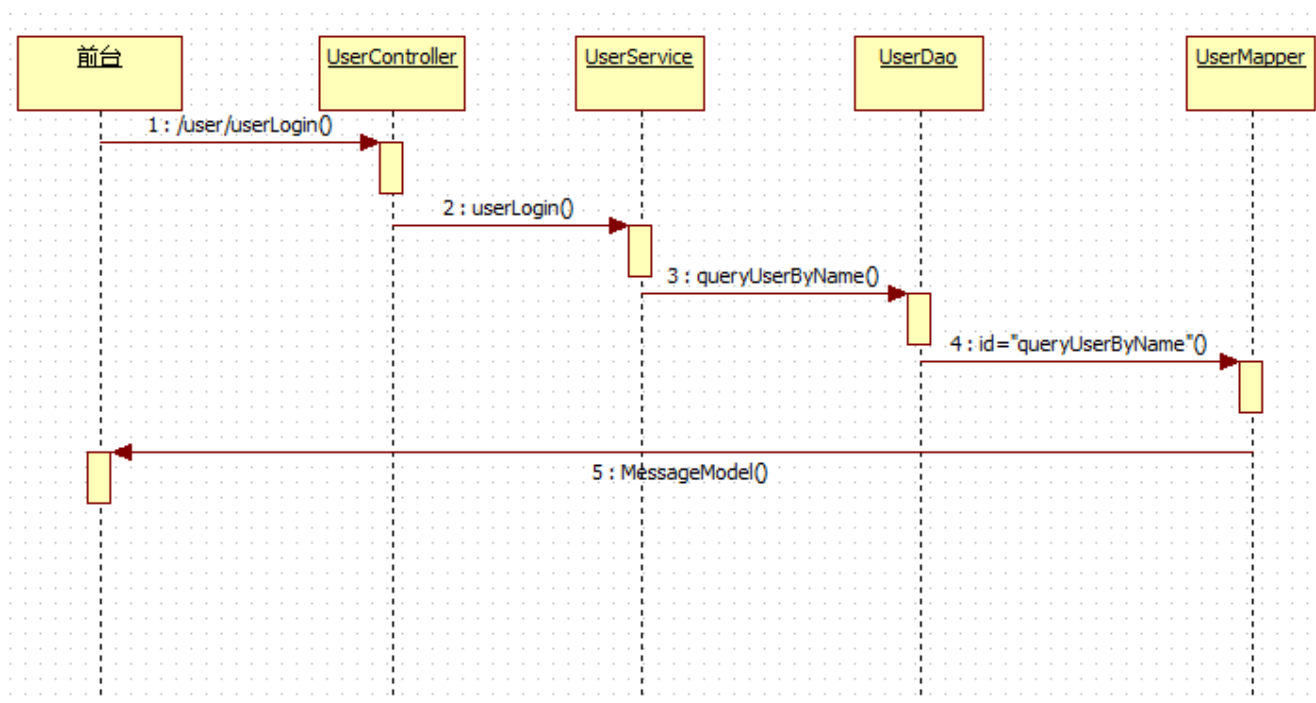 前台
UserController
UserService
UserDao
UserMapper
1 : /user/userLogin()
2 : userLogin()
3 : queryUserByName()
4 : id="queryUserByName"()
5 : MessageModel()